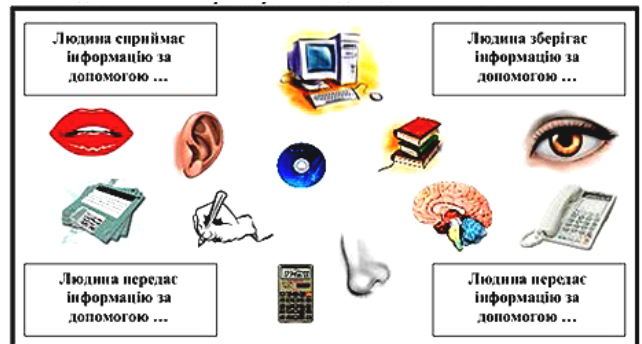 Людина сприймає
інформацію за
допомогою ...
Людина зберігає
інформацію за
допомогою ...
Людина передає
інформацію за
допомогою ...
Людина передає
інформацію за
допомогою ...